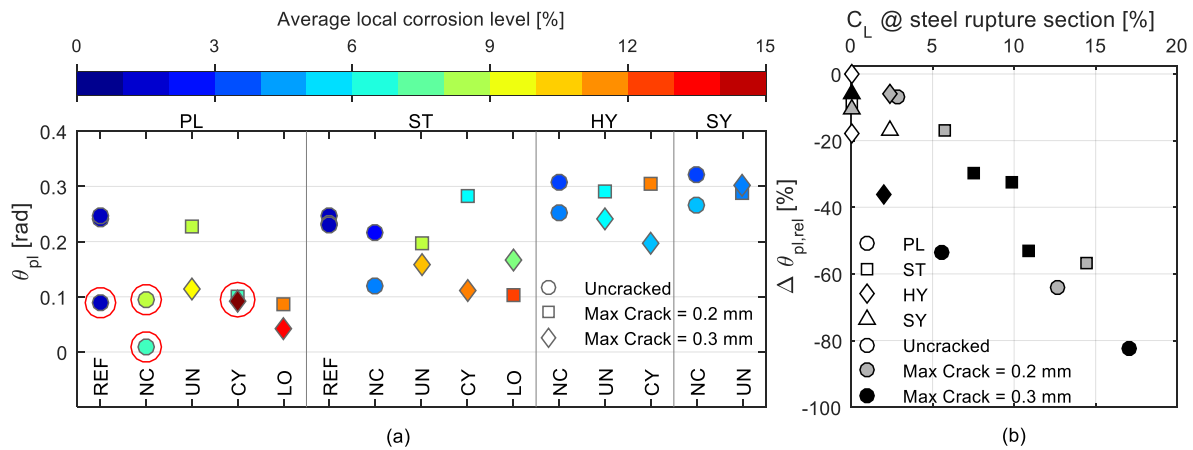 Average local corrosion level [%]
0 3 6 9 12 15
PL ST HY SY
0.4
0.3
0.2
0.1
0
θpl [rad]
Uncracked
Max Crack = 0.2 mm
Max Crack = 0.3 mm
REF NC UN CY LO REF NC UN CY LO NC UN CY NC UN
(a)
CL @ steel rupture section [%]
0 5 10 15 20
0
-20
-40
-60
-80
-100
Δ θpl,rel [%]
PL
ST
HY
SY
Uncracked
Max Crack = 0.2 mm
Max Crack = 0.3 mm
(b)